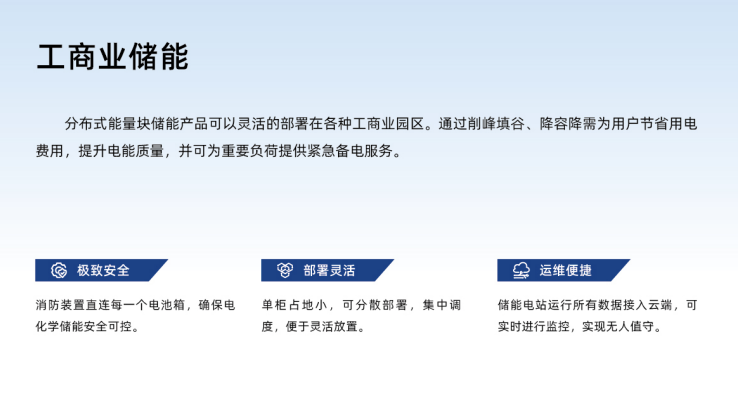 工商业储能
分布式能量块储能产品可以灵活的部署在各种工商业园区。通过削峰填谷、降容降需为用户节省用电
费用，提升电能质量，并可为重要负荷提供紧急备电服务。
极致安全
消防装置直连每一个电池箱，确保电
化学储能安全可控。
部署灵活
单柜占地小，可分散部署，集中调
度，便于灵活放置。
运维便捷
储能电站运行所有数据接入云端，可
实时进行监控，实现无人值守。